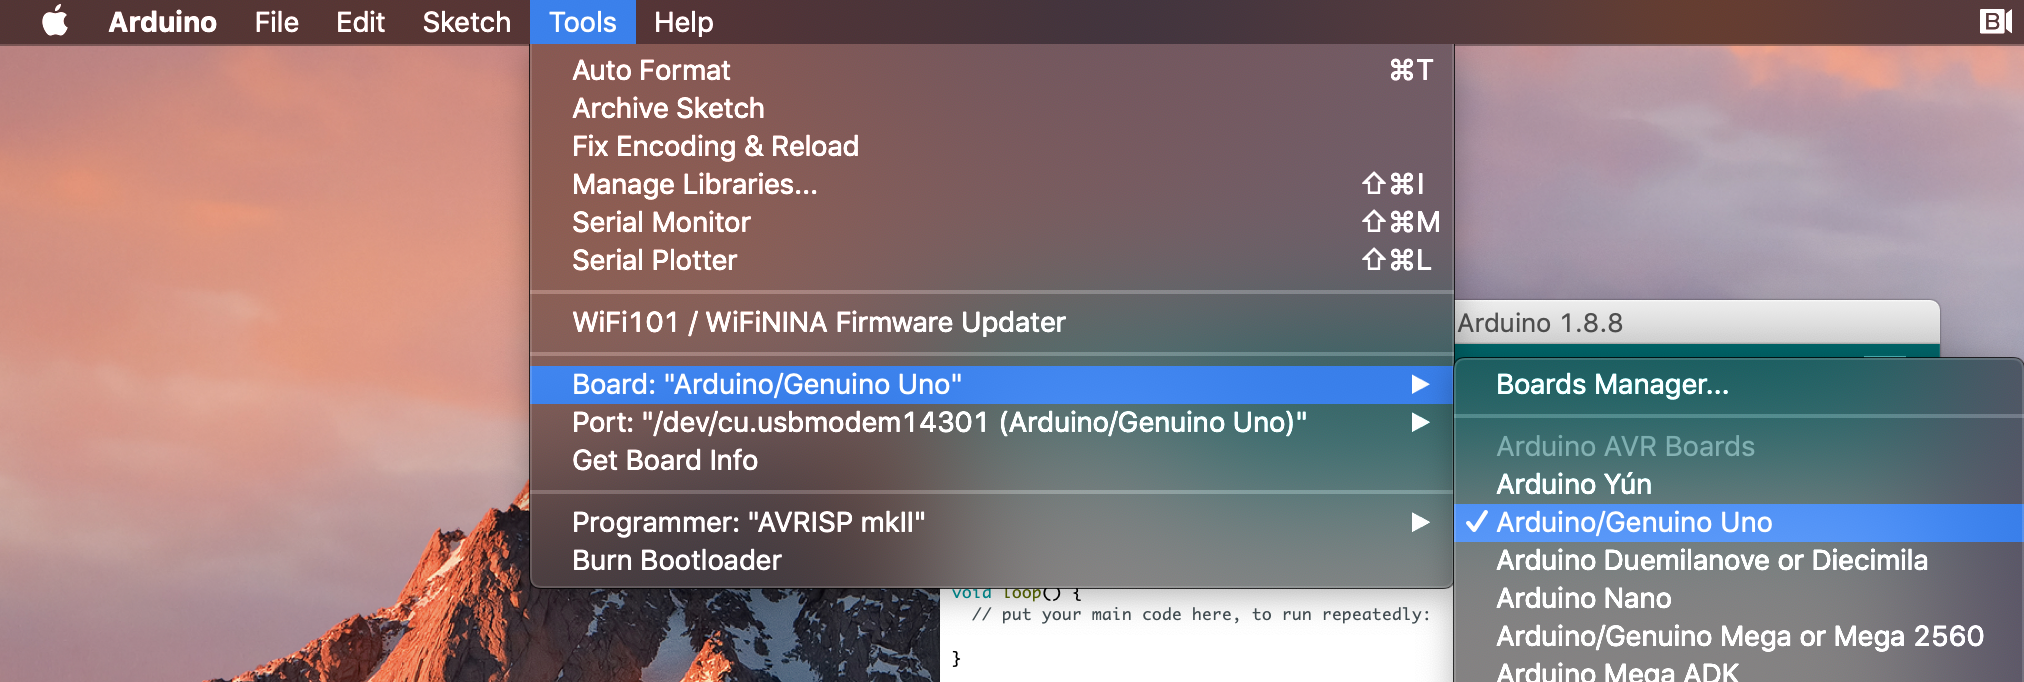 Arduino File Edit Sketch Tools Help B
Auto Format ⌘T
Archive Sketch
Fix Encoding & Reload
Manage Libraries... ⇧⌘I
Serial Monitor ⇧⌘M
Serial Plotter ⇧⌘L
WiFi101 / WiFiNINA Firmware Updater
Board: "Arduino/Genuino Uno"
Port: "/dev/cu.usbmodem14301 (Arduino/Genuino Uno)"
Get Board Info
Programmer: "AVRISP mkII"
Burn Bootloader
Arduino 1.8.8
Boards Manager...
Arduino AVR Boards
Arduino Yún
✓ Arduino/Genuino Uno
Arduino Duemilanove or Diecimila
Arduino Nano
Arduino/Genuino Mega or Mega 2560
Arduino Mega ADK
void loop() {
// put your main code here, to run repeatedly:
}